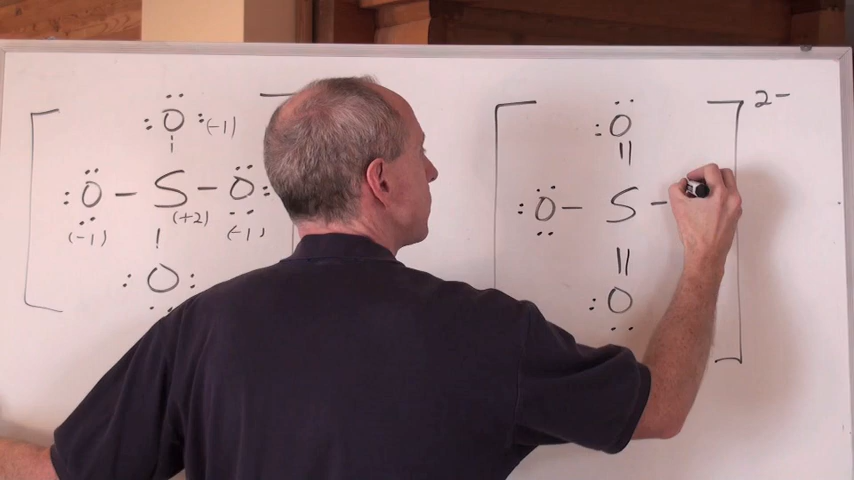 O (-1)
O - S - O
(-1) (+2) (-1)
O
2-
O
O - S -
O